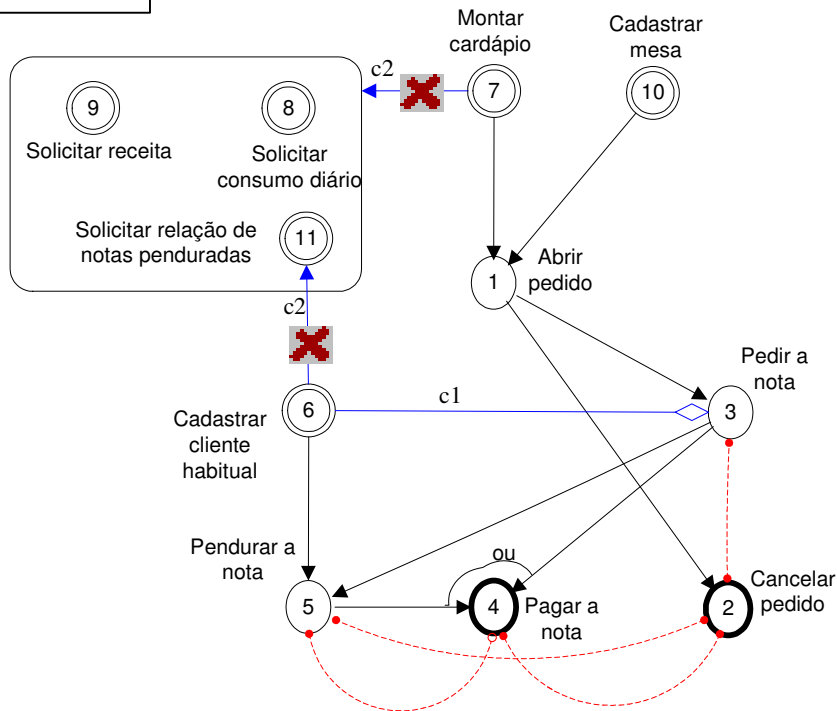 Montar
cardápio
Cadastrar
mesa
c2
7
10
9
8
Solicitar receita
Solicitar
consumo diário
Solicitar relação de
notas penduradas
11
Abrir
pedido
1
c2
Pedir a
nota
c1
6
3
Cadastrar
cliente
habitual
Pendurar a
nota
ou
5
4
Pagar a
nota
2
Cancelar
pedido